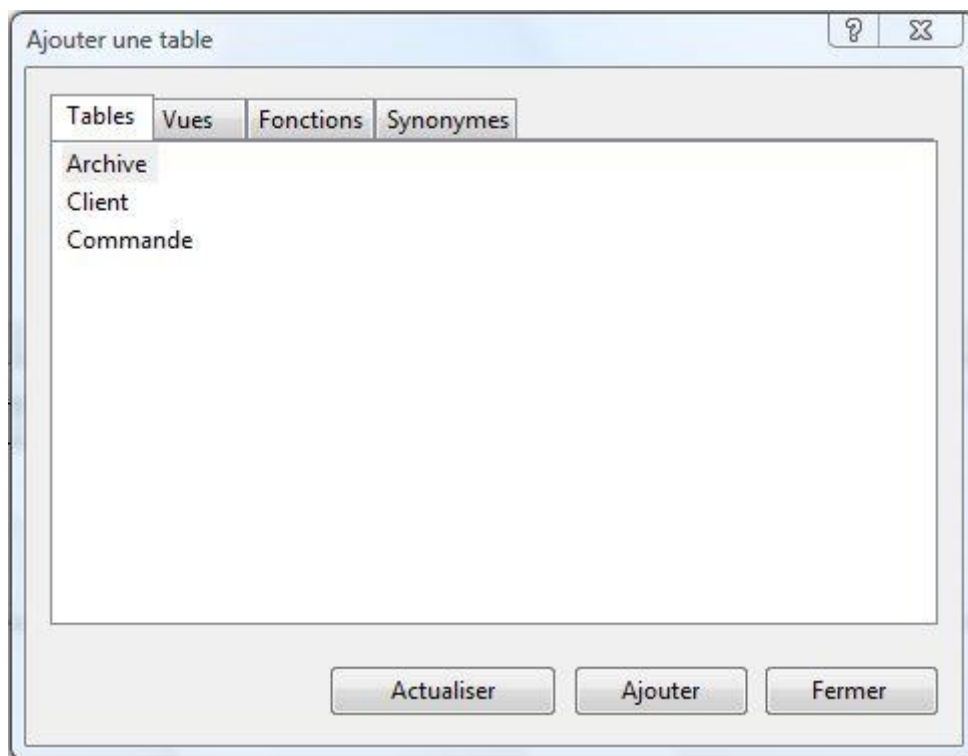 Ajouter une table
Tables Vues Fonctions Synonymes
Archive
Client
Commande
Actualiser Ajouter Fermer